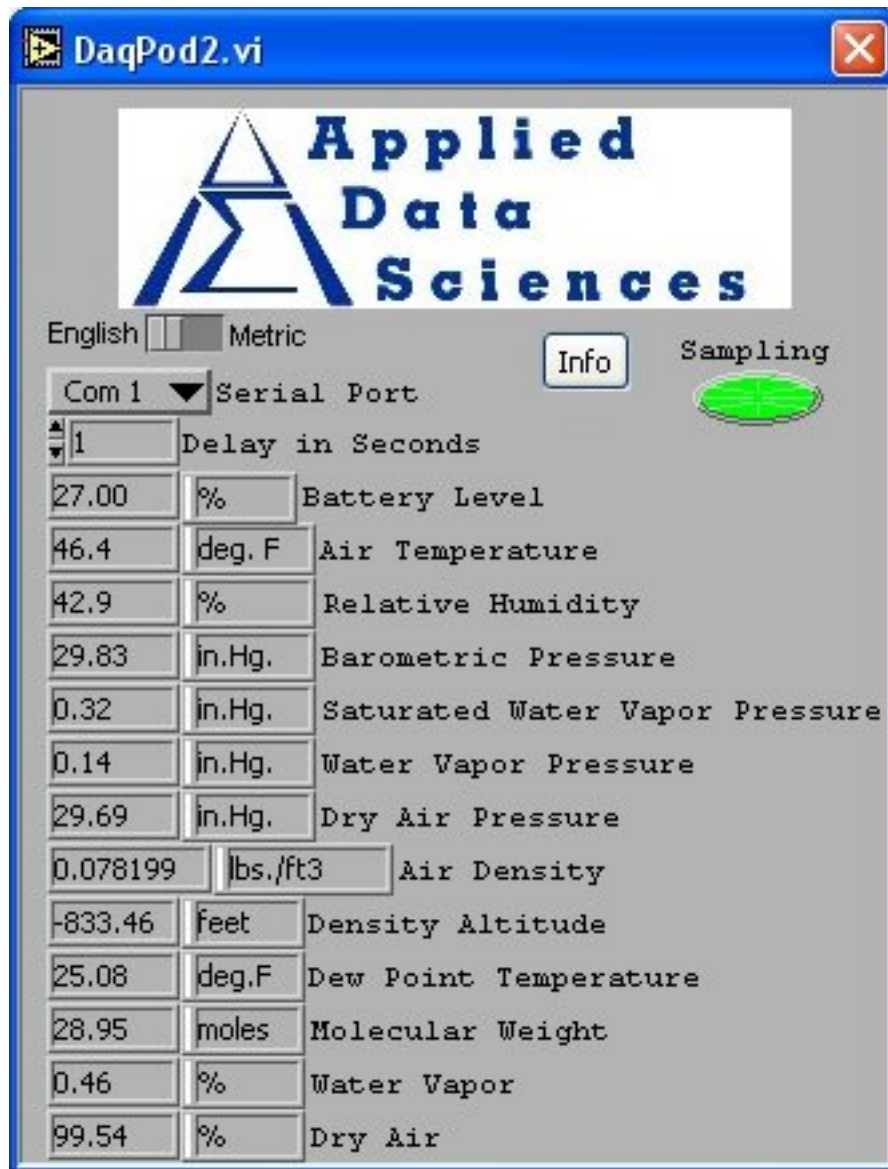 DaqPod2.vi
Applied
Data
Sciences
English Metric
Info
Sampling
Com 1 Serial Port
1 Delay in Seconds
27.00 % Battery Level
46.4 deg. F Air Temperature
42.9 % Relative Humidity
29.83 in.Hg. Barometric Pressure
0.32 in.Hg. Saturated Water Vapor Pressure
0.14 in.Hg. Water Vapor Pressure
29.69 in.Hg. Dry Air Pressure
0.078199 lbs./ft3 Air Density
-833.46 feet Density Altitude
25.08 deg.F Dew Point Temperature
28.95 moles Molecular Weight
0.46 % Water Vapor
99.54 % Dry Air